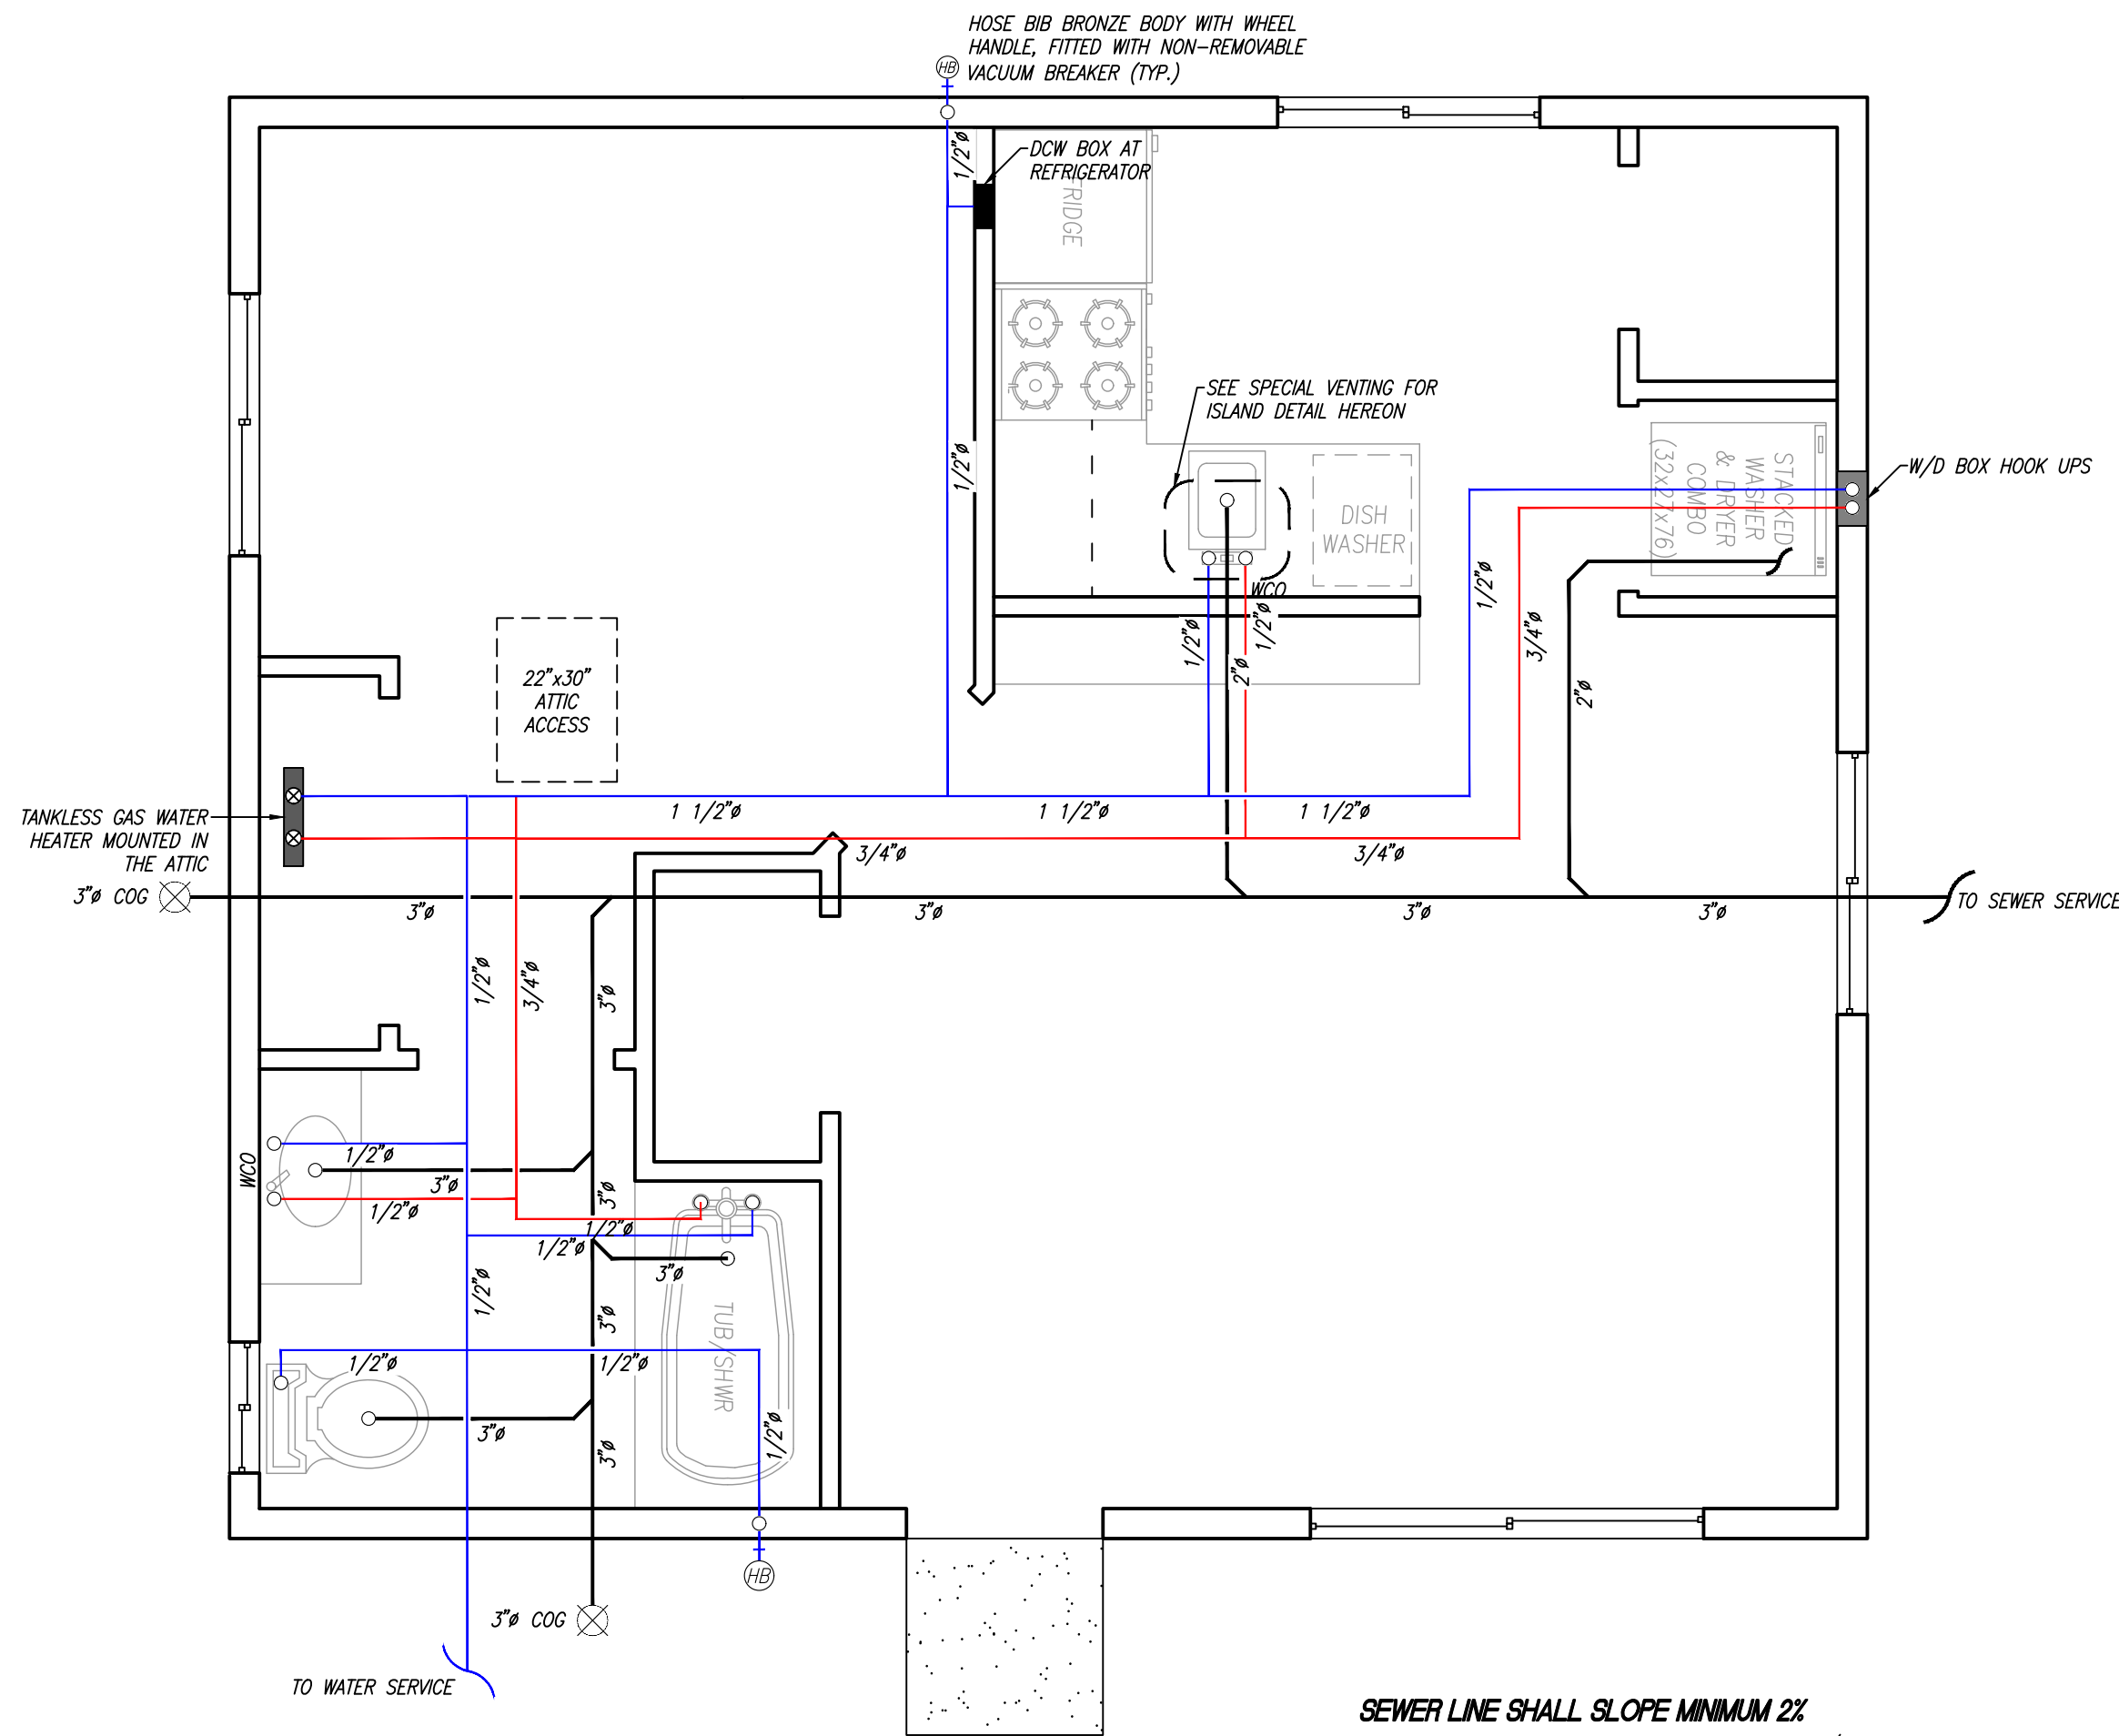 HOSE BIB BRONZE BODY WITH WHEEL
HANDLE, FITTED WITH NON-REMOVABLE
VACUUM BREAKER (TYP.)
HB
1/2"ø
DCW BOX AT
REFRIGERATOR
FRIDGE
SEE SPECIAL VENTING FOR
ISLAND DETAIL HEREON
1/2"ø
DISH
WASHER
STACKED
WASHER
& DRYER
COMBO
(32x27x76)
W/D BOX HOOK UPS
WCO
1/2"ø
1/2"ø
2"ø
1/2"ø
3/4"ø
2"ø
22"x30"
ATTIC
ACCESS
TANKLESS GAS WATER
HEATER MOUNTED IN
THE ATTIC
1 1/2"ø
1 1/2"ø
1 1/2"ø
3/4"ø
3/4"ø
3"ø COG
3"ø
3"ø
3"ø
3"ø
TO SEWER SERVICE
1/2"ø
3/4"ø
3"ø
WCO
1/2"ø
3"ø
1/2"ø
3"ø
1/2"ø
1/2"ø
3"ø
1/2"ø
3"ø
TUB/SHWR
1/2"ø
1/2"ø
3"ø
3"ø
1/2"ø
HB
3"ø COG
TO WATER SERVICE
SEWER LINE SHALL SLOPE MINIMUM 2%